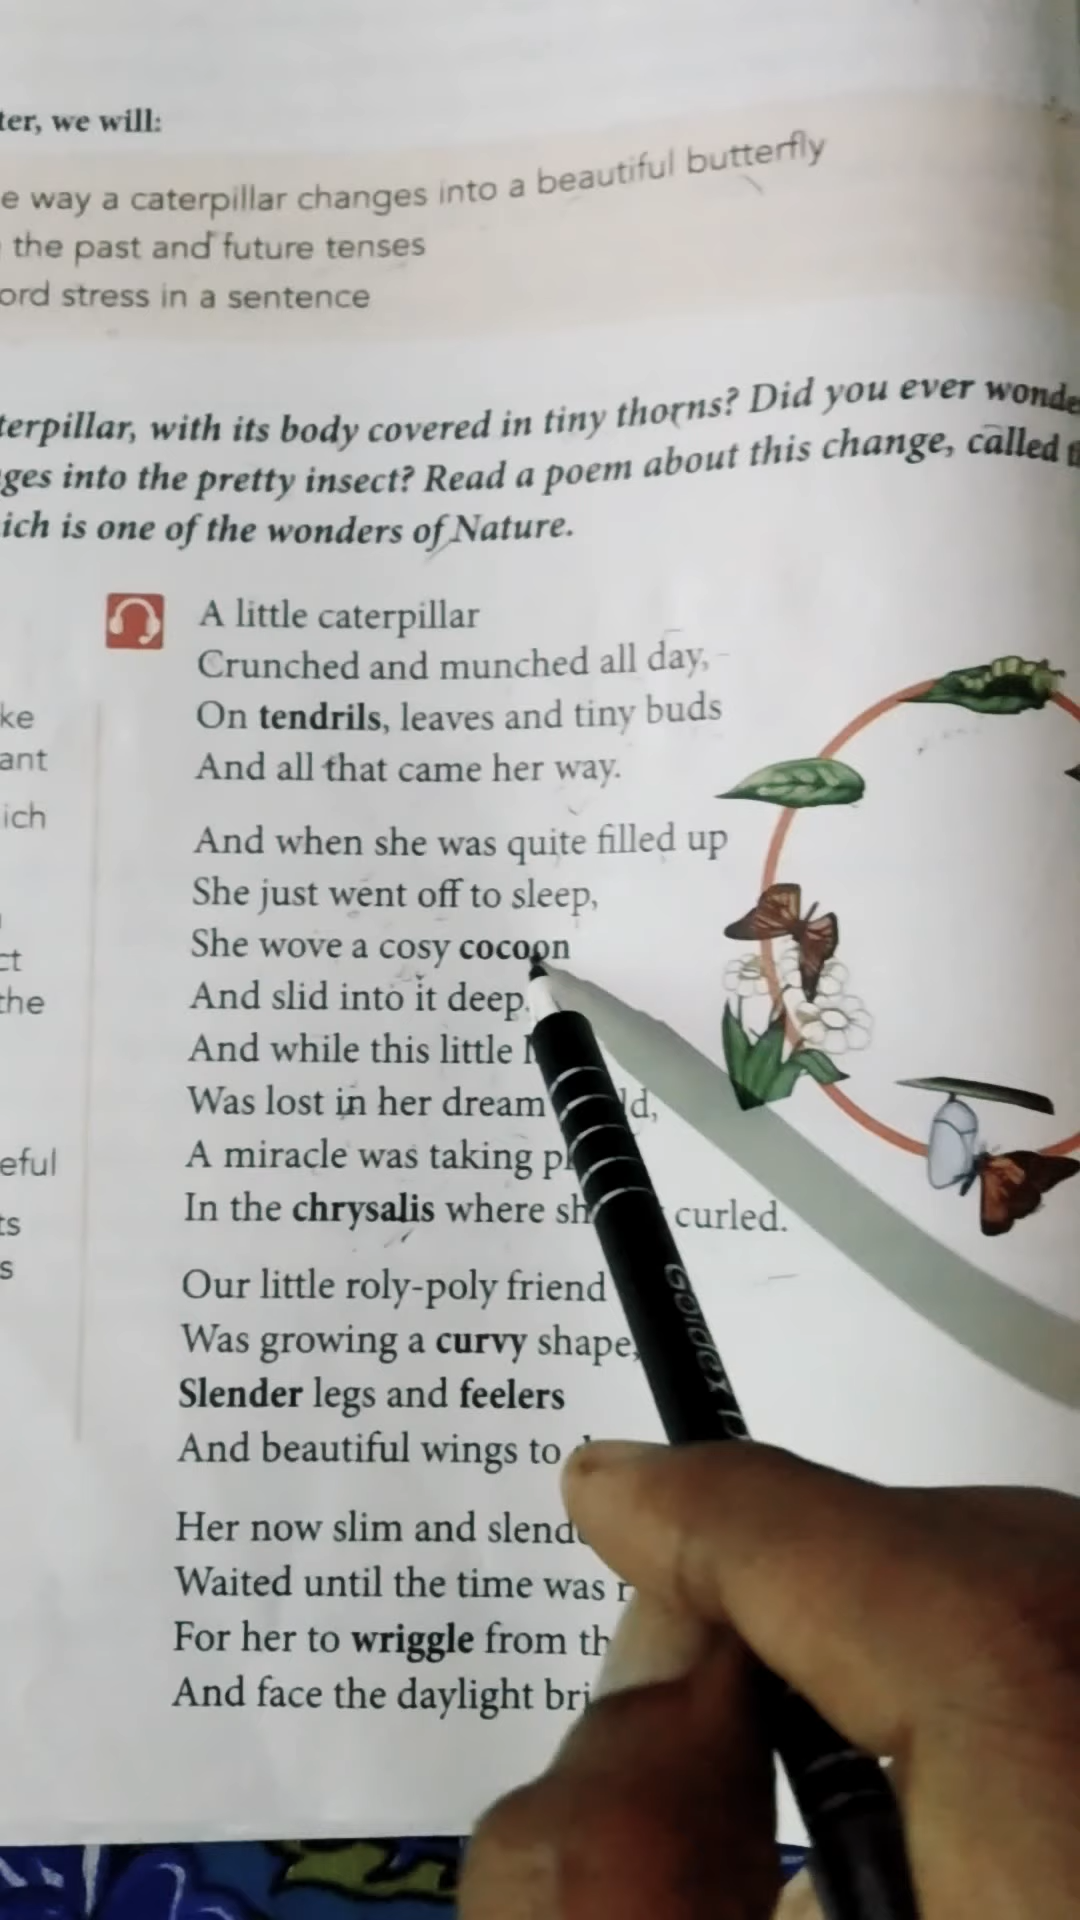 ter, we will:
e way a caterpillar changes into a beautiful butterfly
the past and future tenses
ord stress in a sentence
terpillar, with its body covered in tiny thorns? Did you ever wonde
ges into the pretty insect? Read a poem about this change, called
ich is one of the wonders of Nature.
A little caterpillar
Crunched and munched all day,
On tendrils, leaves and tiny buds
And all that came her way.
ke
ant
ich
And when she was quite filled up
She just went off to sleep,
She wove a cosy cocoon
And slid into it deep.
And while this little
Was lost in her dream ld,
A miracle was taking
In the chrysalis where curled.
ct
the
eful
ts
s
Our little roly-poly friend
Was growing a curvy shape,
Slender legs and feelers
And beautiful wings to
Her now slim and
Waited until the time was
For her to wriggle from
And face the daylight
Goldex